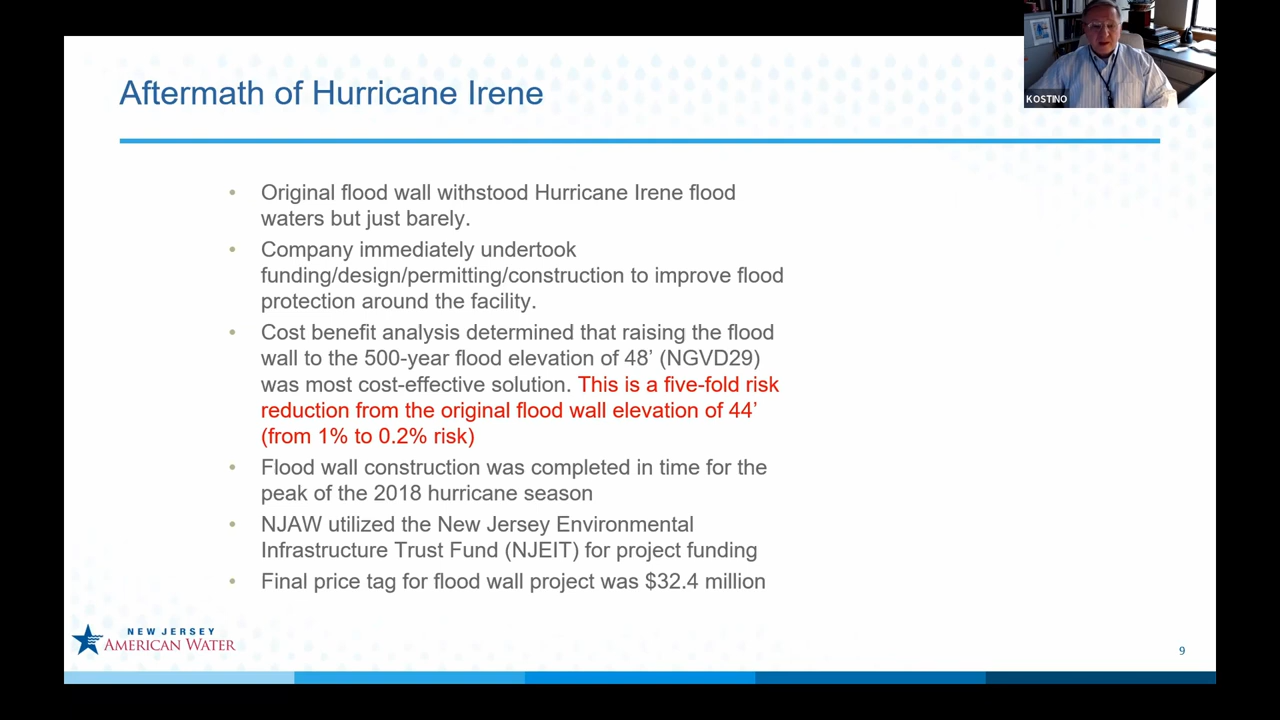 Aftermath of Hurricane Irene
KOSTINO
• Original flood wall withstood Hurricane Irene flood
waters but just barely.
• Company immediately undertook
funding/design/permitting/construction to improve flood
protection around the facility.
• Cost benefit analysis determined that raising the flood
wall to the 500-year flood elevation of 48’ (NGVD29)
was most cost-effective solution. This is a five-fold risk
reduction from the original flood wall elevation of 44’
(from 1% to 0.2% risk)
• Flood wall construction was completed in time for the
peak of the 2018 hurricane season
• NJAW utilized the New Jersey Environmental
Infrastructure Trust Fund (NJEIT) for project funding
• Final price tag for flood wall project was $32.4 million
NEW JERSEY
AMERICAN WATER
9